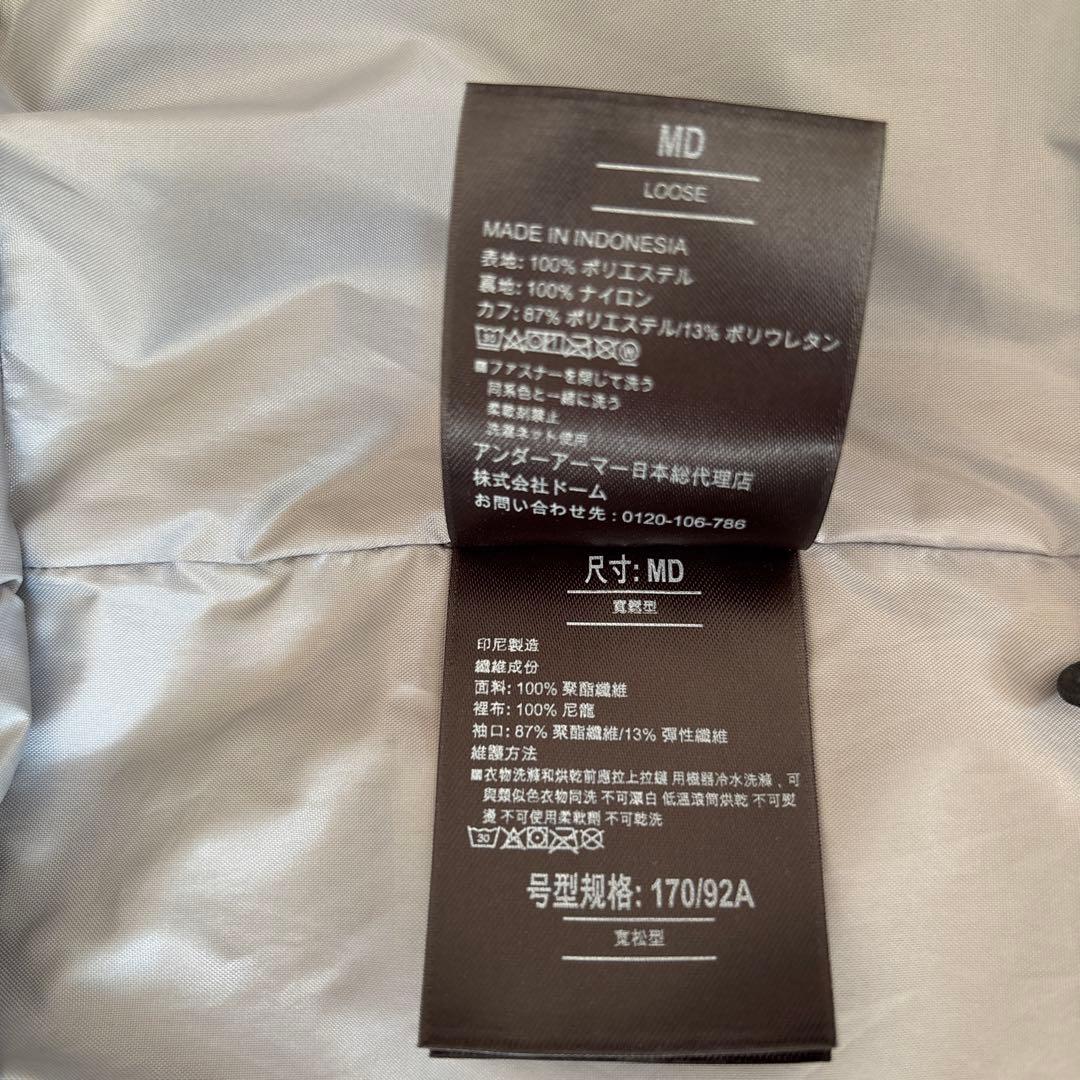 MD
LOOSE
MADE IN INDONESIA
表地: 100% ポリエステル
裏地: 100% ナイロン
カフ: 87% ポリエステル/13% ポリウレタン
30
W
■ファスナーを閉じて洗う
同系色と一緒に洗う
柔軟剤禁止
洗濯ネット使用
アンダーアーマー日本総代理店
株式会社ドーム
お問い合わせ先 : 0120-106-786
尺寸: MD
寬鬆型
印尼製造
纖維成份
面料: 100% 聚酯纖維
裡布: 100% 尼龍
袖口: 87% 聚酯纖維/13% 彈性纖維
維護方法
■衣物洗滌和烘乾前應拉上拉鏈 用機器冷水洗滌 , 可
與類似色衣物同洗 不可漂白 低溫滾筒烘乾 不可熨
燙 不可使用柔軟劑 不可乾洗
30
号型规格: 170/92A
宽松型